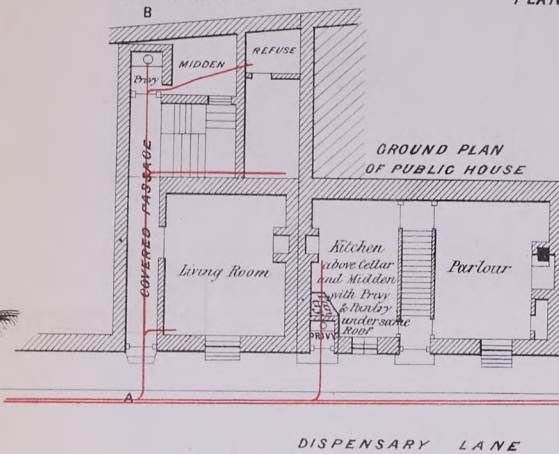 PLAN
B
MIDDEN
REFUSE
Privy
GROUND PLAN
OF PUBLIC HOUSE
COVERED PASSAGE
Living Room
Kitchen
above Cellar
and Midden
with Privy
& Pantry
under same
Roof
Parlour
PRIVY
A
DISPENSARY LANE